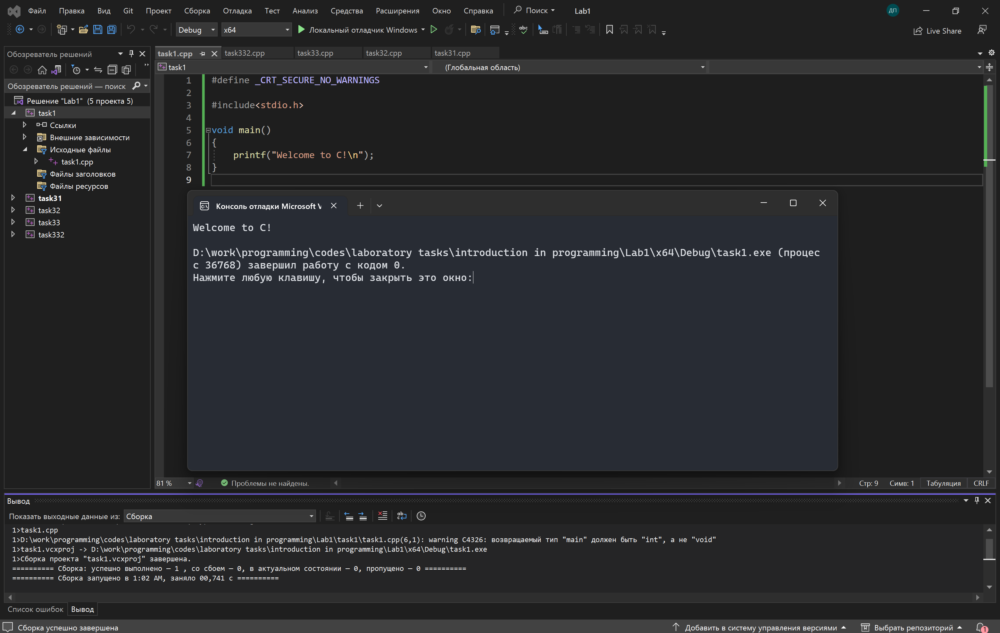 Файл Правка Вид Git Проект Сборка Отладка Тест Анализ Средства Расширения Окно Справка Поиск Lab1 ДП
Debug x64 Локальный отладчик Windows abc Live Share
Обозреватель решений
Обозреватель решений — поиск
Решение "Lab1" (5 проекта 5)
task1
Ссылки
Внешние зависимости
Исходные файлы
task1.cpp
Файлы заголовков
Файлы ресурсов
task31
task32
task33
task332
task1.cpp task332.cpp task33.cpp task32.cpp task31.cpp
task1 (Глобальная область)
1 #define _CRT_SECURE_NO_WARNINGS
2
3 #include<stdio.h>
4
5 void main()
6 {
7 printf("Welcome to C!\n");
8 }
9
Консоль отладки Microsoft V
Welcome to C!
D:\work\programming\codes\laboratory tasks\introduction in programming\Lab1\x64\Debug\task1.exe (процес
с 36768) завершил работу с кодом 0.
Нажмите любую клавишу, чтобы закрыть это окно:
81 % Проблемы не найдены. Стр: 9 Симв: 1 Табуляция CRLF
Вывод
Показать выходные данные из: Сборка
1>task1.cpp
1>D:\work\programming\codes\laboratory tasks\introduction in programming\Lab1\task1\task1.cpp(6,1): warning C4326: возвращаемый тип "main" должен быть "int", а не "void"
1>task1.vcxproj -> D:\work\programming\codes\laboratory tasks\introduction in programming\Lab1\x64\Debug\task1.exe
1>Сборка проекта "task1.vcxproj" завершена.
========== Сборка: успешно выполнено — 1 , со сбоем — 0, в актуальном состоянии — 0, пропущено — 0 ==========
========== Сборка запущено в 1:02 AM, заняло 00,741 с ==========
Список ошибок Вывод
Сборка успешно завершена Добавить в систему управления версиями Выбрать репозиторий 1